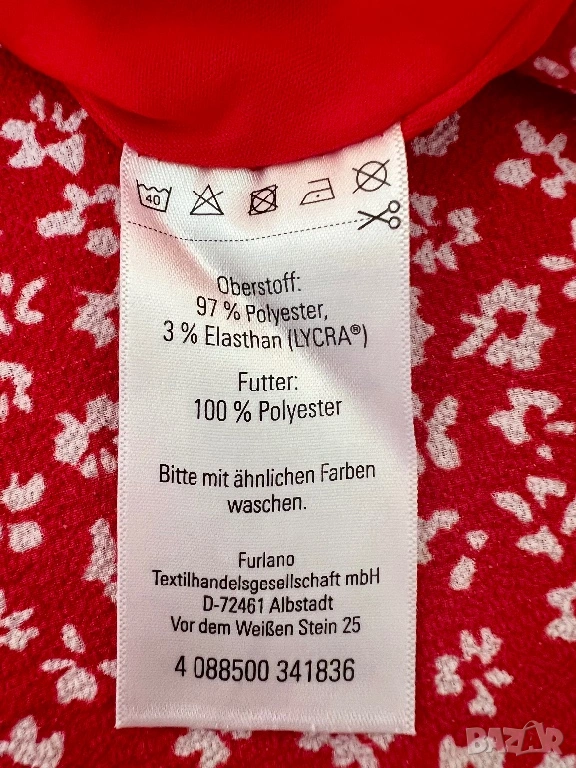 40
Oberstoff:
97 % Polyester,
3 % Elasthan (LYCRA®)
Futter:
100 % Polyester
Bitte mit ähnlichen Farben
waschen.
Furlano
Textilhandelsgesellschaft mbH
D-72461 Albstadt
Vor dem Weißen Stein 25
4 088500 341836
BAZAR